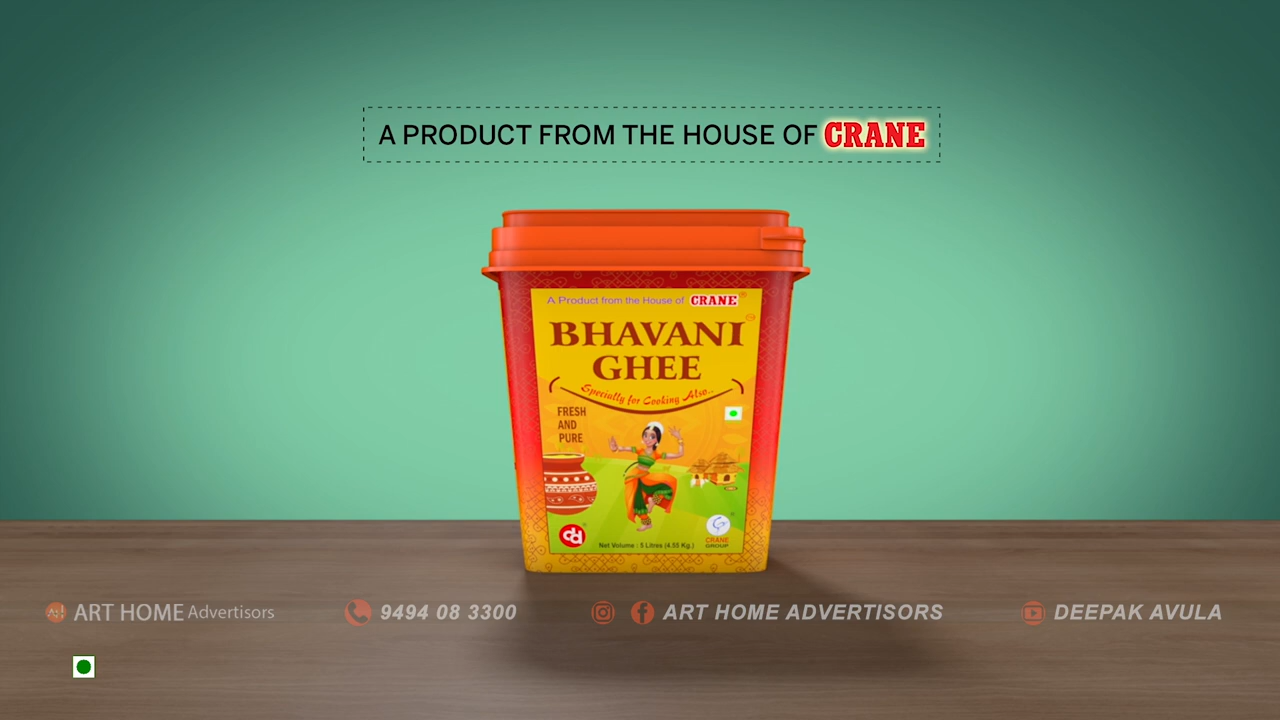 A PRODUCT FROM THE HOUSE OF CRANE
A Product from the House of CRANE®
BHAVANI
GHEE
Specially for Cooking Also...
FRESH
AND
PURE
cd
CRANE
GROUP
Net Volume : 5 Litres (4.55 Kg.)
ART HOME Advertisors
9494 08 3300
ART HOME ADVERTISORS
DEEPAK AVULA